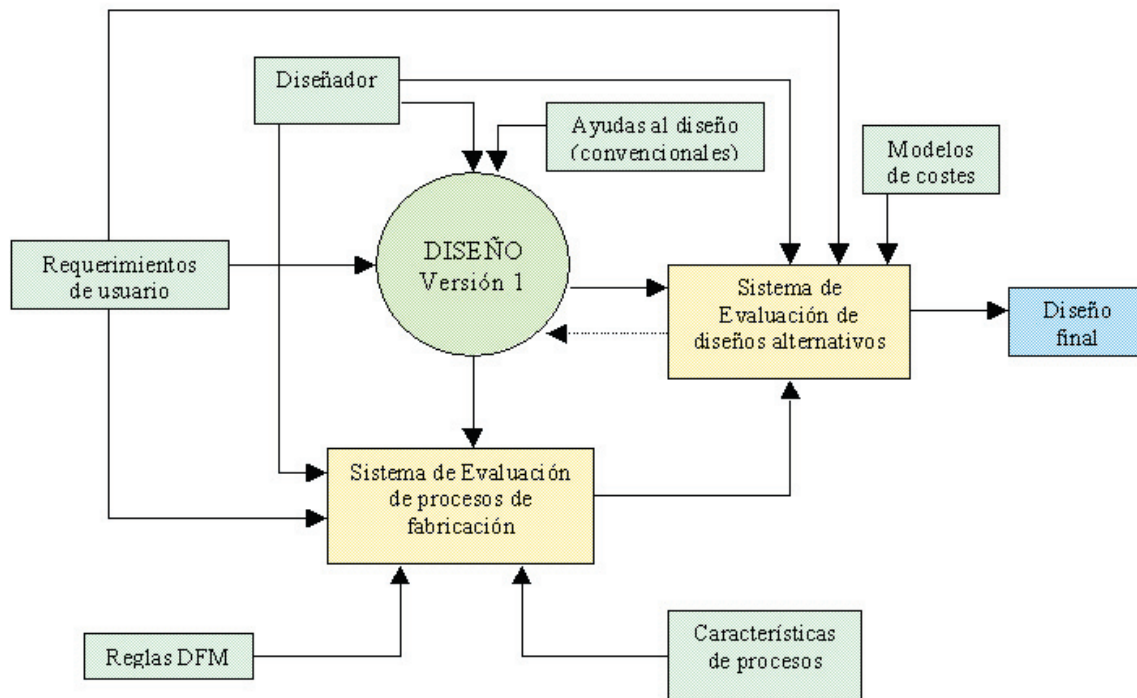 Diseñador
Ayudas al diseño
(convencionales)
Modelos
de costes
Requerimientos
de usuario
DISEÑO
Versión 1
Sistema de
Evaluación de
diseños alternativos
Diseño
final
Sistema de Evaluación
de procesos de
fabricación
Reglas DFM
Características
de procesos